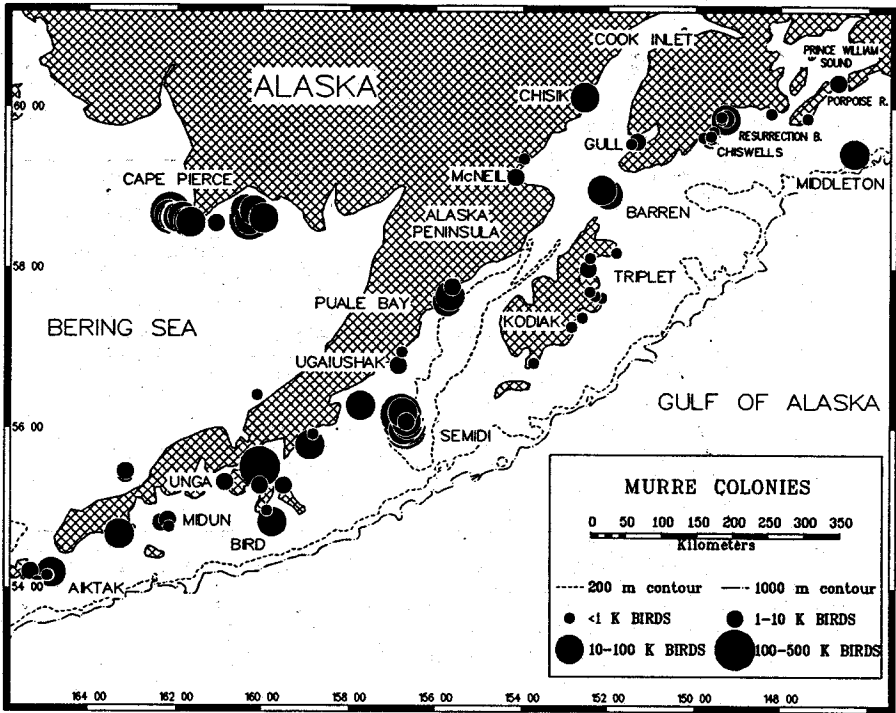 COOK INLET
PRINCE WILLIAM
SOUND
ALASKA
60 00
CHISIK
PORPOISE R.
RESURRECTION B.
GULL
CHISWELLS
McNEIL
MIDDLETON
CAPE PIERCE
BARREN
ALASKA
PENINSULA
58 00
TRIPLET
PUALE BAY
KODIAK
BERING SEA
UGAIUSHAK
GULF OF ALASKA
56 00
SEMIDI
UNGA
MIDUN
BIRD
AIKTAK
54 00
MURRE COLONIES
0 50 100 150 200 250 300 350
Kilometers
200 m contour
1000 m contour
<1 K BIRDS
1-10 K BIRDS
10-100 K BIRDS
100-500 K BIRDS
164 00 162 00 160 00 158 00 156 00 154 00 152 00 150 00 148 00